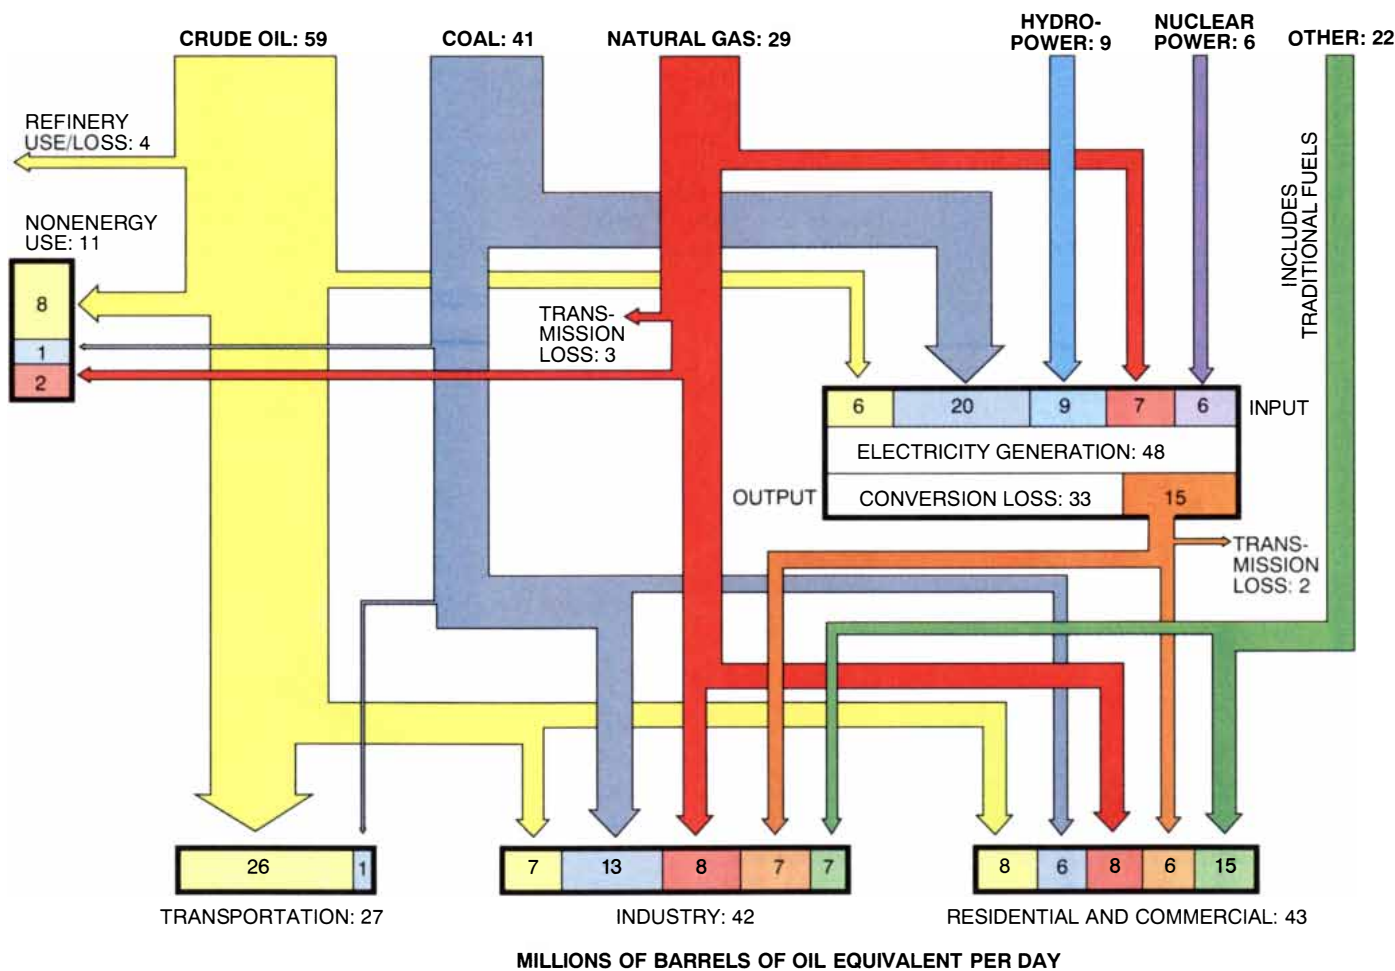 HYDRO-
POWER: 9
NUCLEAR
POWER: 6
CRUDE OIL: 59
COAL: 41
NATURAL GAS: 29
OTHER: 22
REFINERY
USE/LOSS: 4
INCLUDES
TRADITIONAL FUELS
NONENERGY
USE: 11
8
1
2
TRANS-
MISSION
LOSS: 3
6 20 9 7 6
INPUT
ELECTRICITY GENERATION: 48
OUTPUT
CONVERSION LOSS: 33
15
TRANS-
MISSION
LOSS: 2
26 1
7 13 8 7 7
8 6 8 6 15
TRANSPORTATION: 27
INDUSTRY: 42
RESIDENTIAL AND COMMERCIAL: 43
MILLIONS OF BARRELS OF OIL EQUIVALENT PER DAY